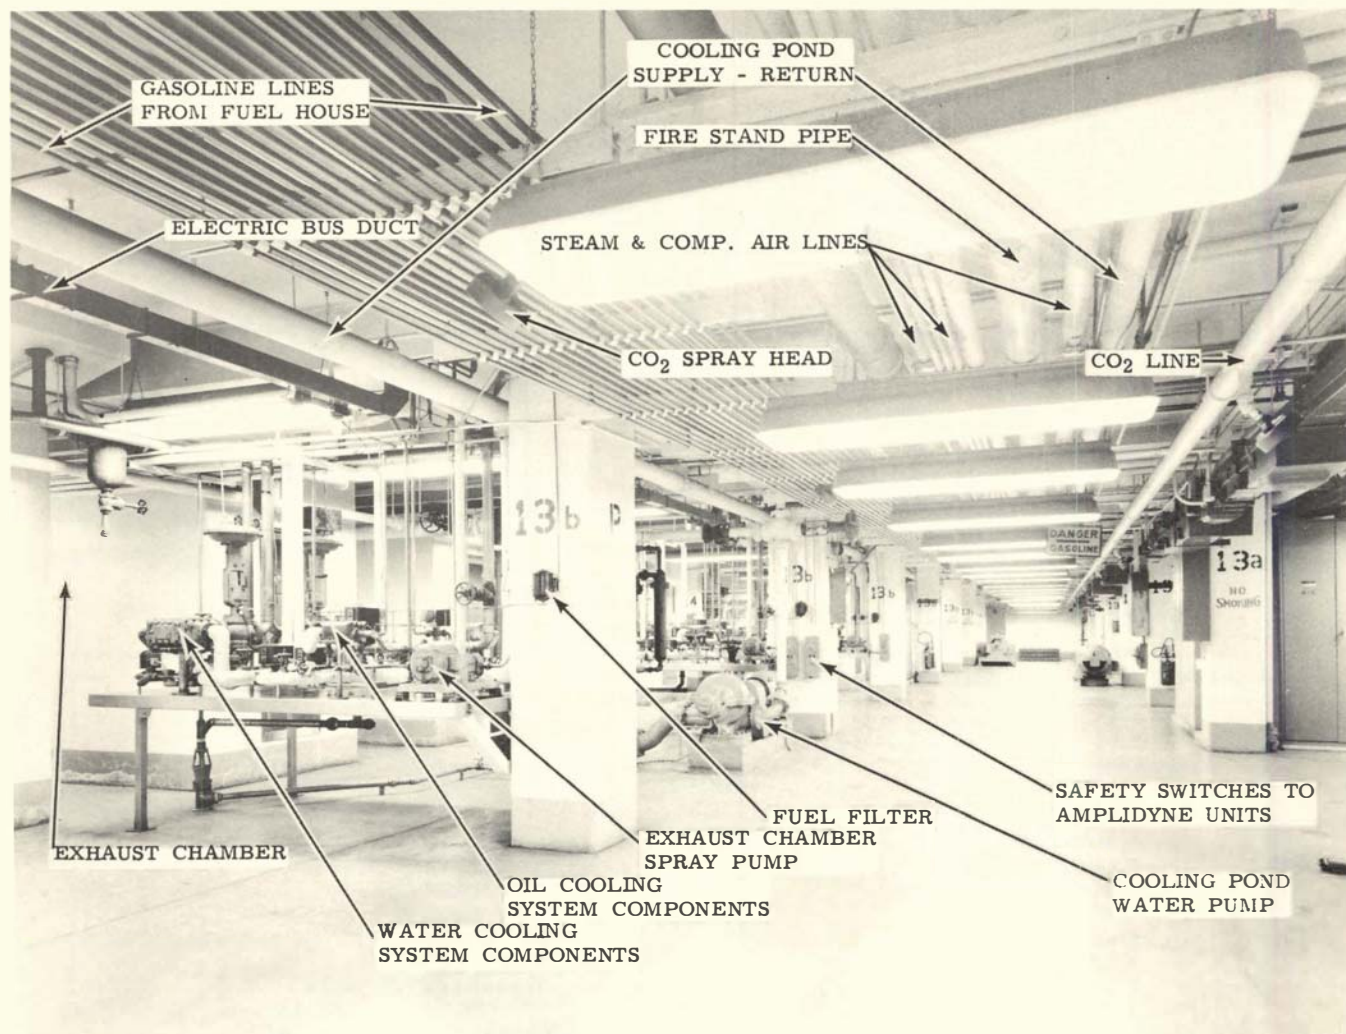 COOLING POND
SUPPLY - RETURN
GASOLINE LINES
FROM FUEL HOUSE
FIRE STAND PIPE
ELECTRIC BUS DUCT
STEAM & COMP. AIR LINES
CO2 SPRAY HEAD
CO2 LINE
13b
13b
13b
DANGER
GASOLINE
13a
NO
SMOKING
SAFETY SWITCHES TO
AMPLIDYNE UNITS
FUEL FILTER
EXHAUST CHAMBER
SPRAY PUMP
EXHAUST CHAMBER
OIL COOLING
SYSTEM COMPONENTS
COOLING POND
WATER PUMP
WATER COOLING
SYSTEM COMPONENTS